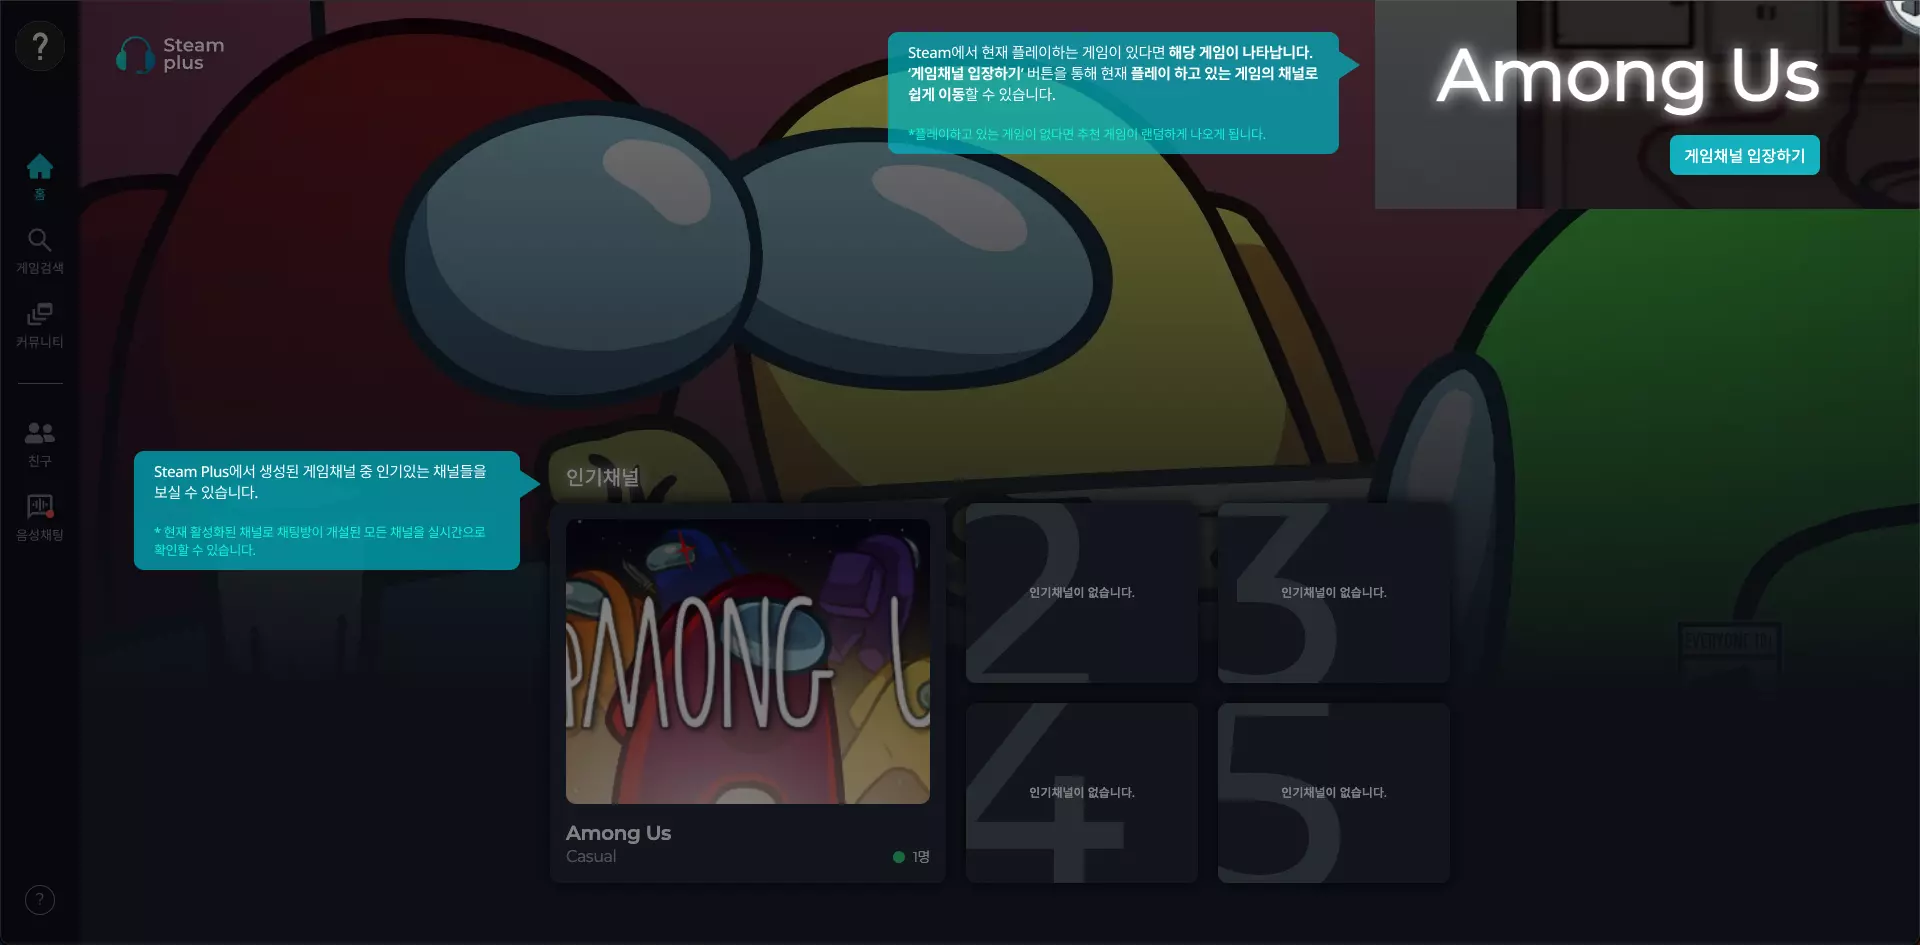 ?
Steam
plus
홈
게임검색
커뮤니티
친구
음성채팅
?
Steam에서 현재 플레이하는 게임이 있다면 해당 게임이 나타납니다.
'게임채널 입장하기' 버튼을 통해 현재 플레이 하고 있는 게임의 채널로
쉽게 이동할 수 있습니다.
*플레이하고 있는 게임이 없다면 추천 게임이 랜덤하게 나오게 됩니다.
Among Us
게임채널 입장하기
Steam Plus에서 생성된 게임채널 중 인기있는 채널들을
보실 수 있습니다.
* 현재 활성화된 채널로 채팅방이 개설된 모든 채널을 실시간으로
확인할 수 있습니다.
인기채널
AMONG U
Among Us
Casual
1명
2
인기채널이 없습니다.
3
인기채널이 없습니다.
4
인기채널이 없습니다.
5
인기채널이 없습니다.
EVERYONE 10+